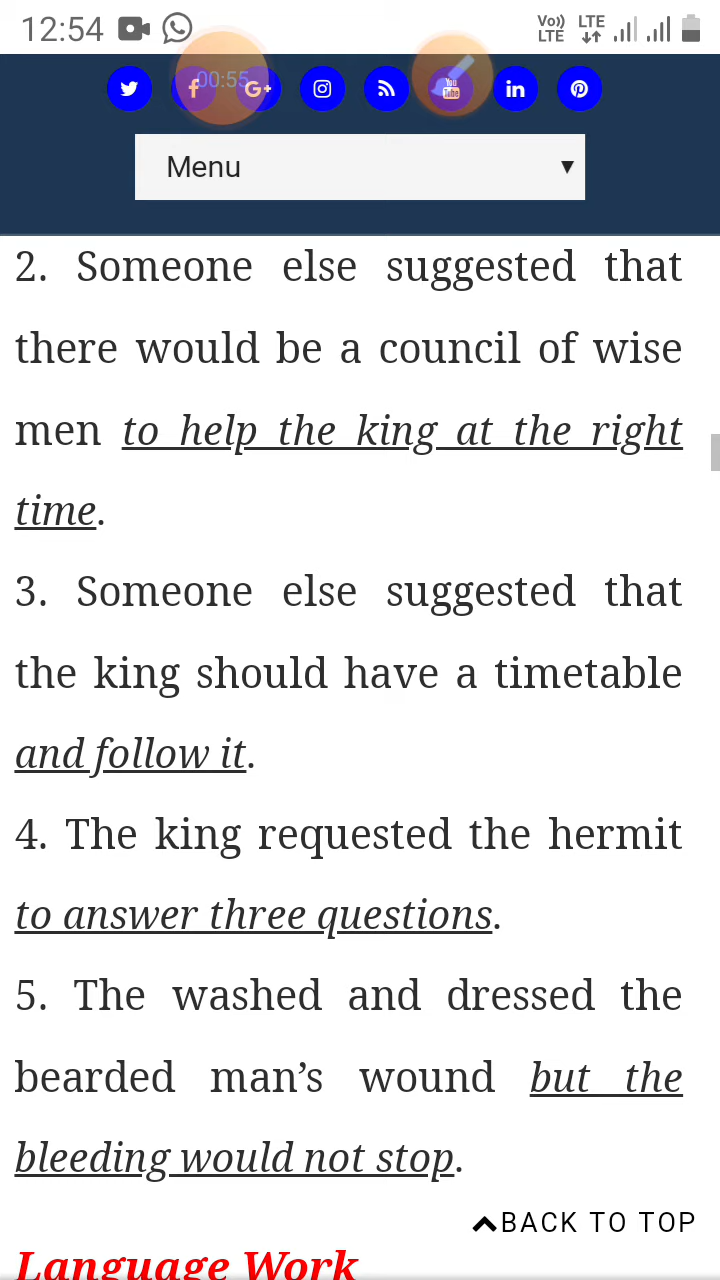 12:54
Vo)) LTE
LTE
00:55
f
G+
You Tube
in
Menu
2. Someone else suggested that
there would be a council of wise
men to help the king at the right
time.
3. Someone else suggested that
the king should have a timetable
and follow it.
4. The king requested the hermit
to answer three questions.
5. The washed and dressed the
bearded man's wound but the
bleeding would not stop.
BACK TO TOP
Language Work